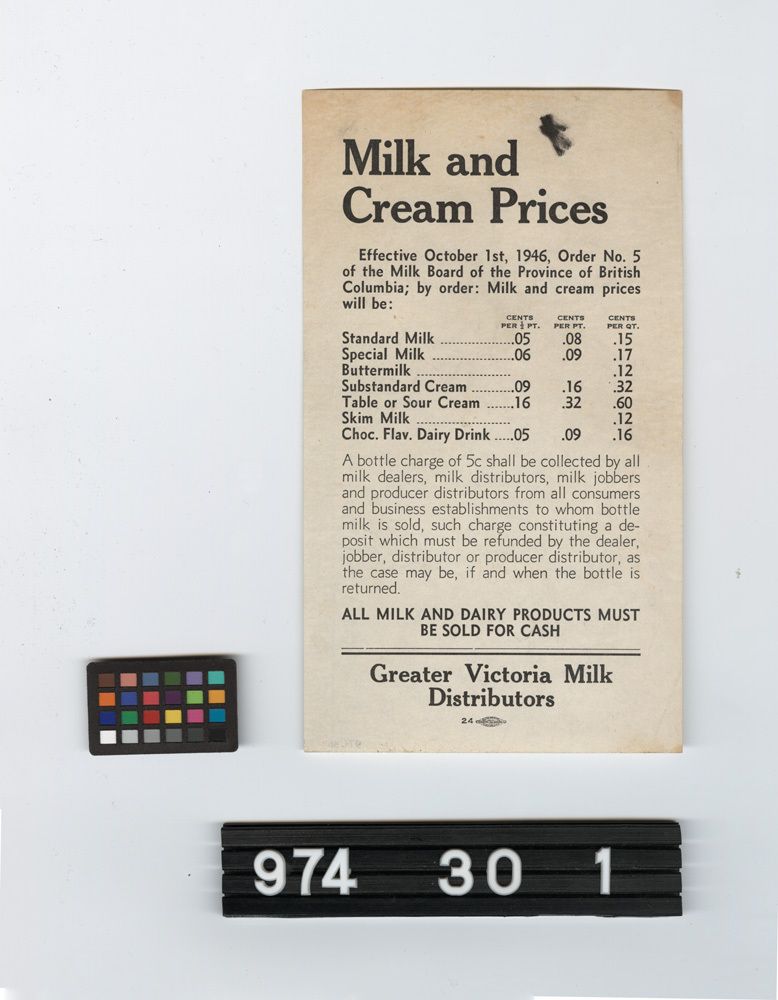 Milk and
Cream Prices
Effective October 1st, 1946, Order No. 5
of the Milk Board of the Province of British
Columbia; by order: Milk and cream prices
will be:
CENTS CENTS CENTS
PER ½ PT. PER PT. PER QT.
Standard Milk ....................05 .08 .15
Special Milk ....................06 .09 .17
Buttermilk .................... .12
Substandard Cream ..........09 .16 .32
Table or Sour Cream ......16 .32 .60
Skim Milk .................... .12
Choc. Flav. Dairy Drink .....05 .09 .16
A bottle charge of 5c shall be collected by all
milk dealers, milk distributors, milk jobbers
and producer distributors from all consumers
and business establishments to whom bottle
milk is sold, such charge constituting a de-
posit which must be refunded by the dealer,
jobber, distributor or producer distributor, as
the case may be, if and when the bottle is
returned.
ALL MILK AND DAIRY PRODUCTS MUST
BE SOLD FOR CASH
Greater Victoria Milk
Distributors
24
974 30 1